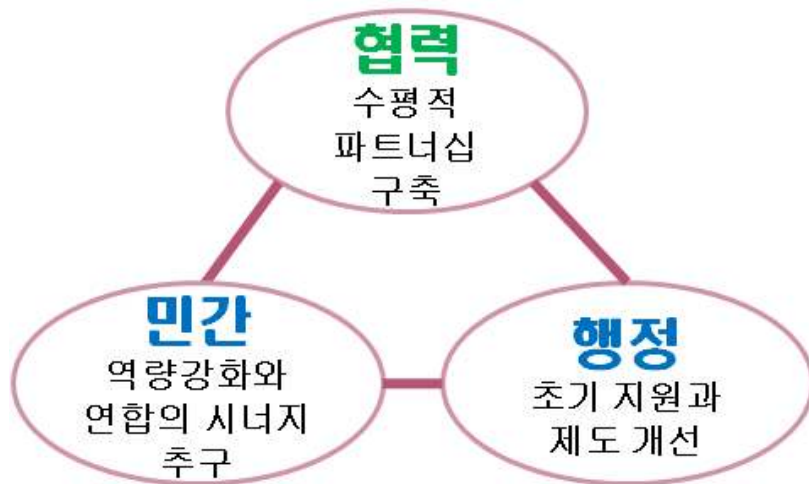 협력
수평적
파트너십
구축
민간
역량강화와
연합의 시너지
추구
행정
초기 지원과
제도 개선